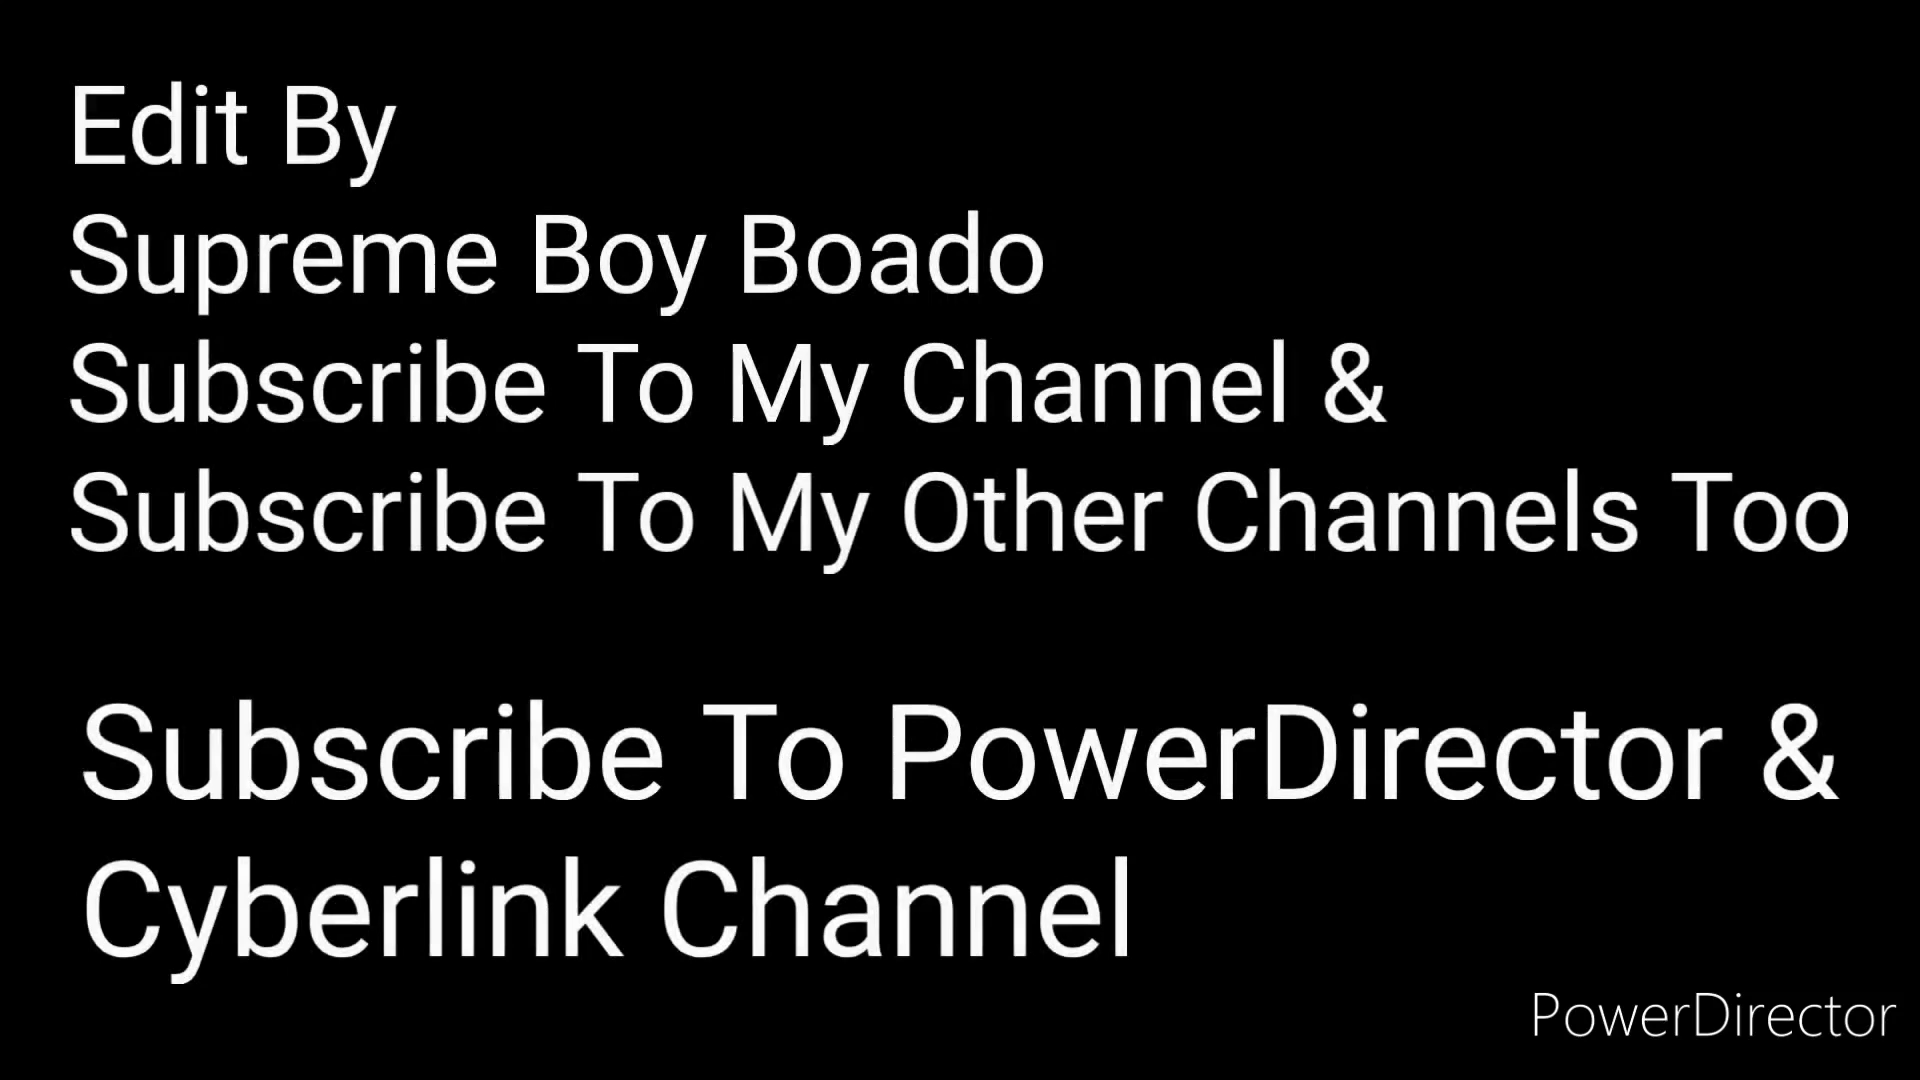 Edit By
Supreme Boy Boado
Subscribe To My Channel &
Subscribe To My Other Channels Too
Subscribe To PowerDirector &
Cyberlink Channel
PowerDirector